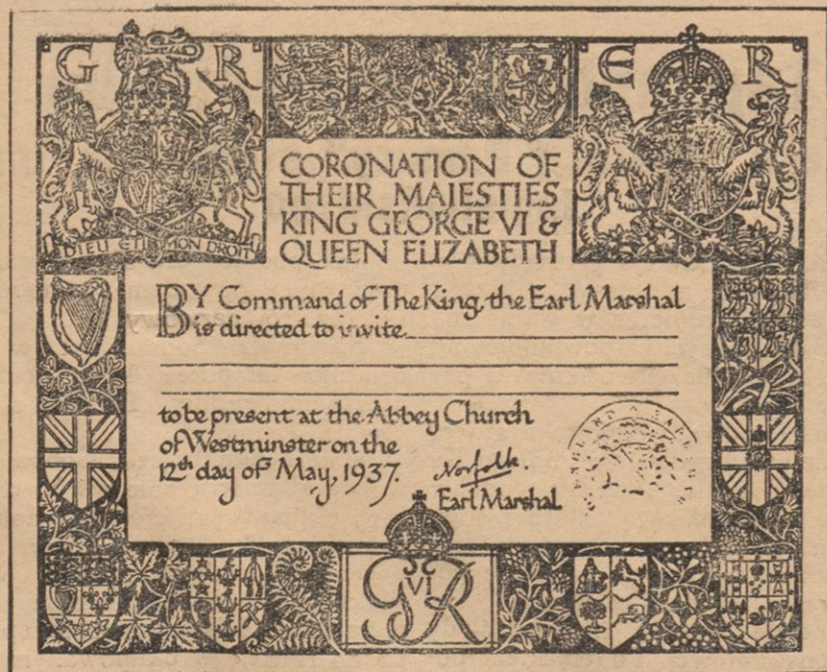 G R
E R
CORONATION OF
THEIR MAJESTIES
KING GEORGE VI &
QUEEN ELIZABETH
DIEU ET MON DROIT
BY Command of The King, the Earl Marshal
is directed to invite
to be present at the Abbey Church
of Westminster on the
12th day of May, 1937.
Norfolk.
Earl Marshal
G VI R